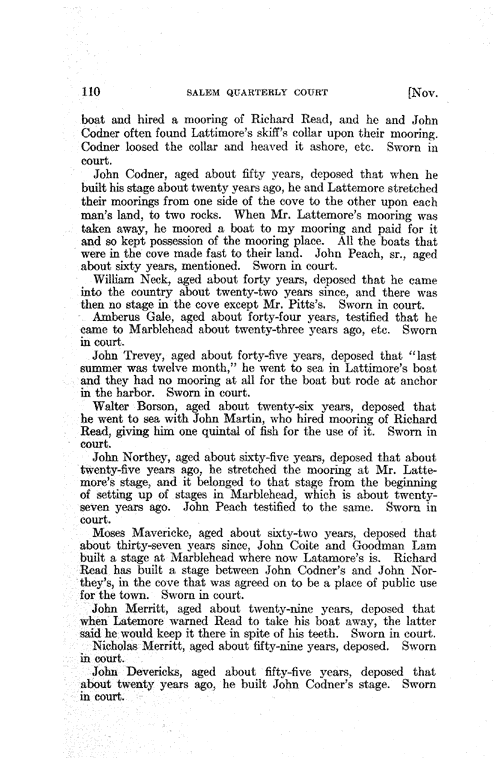 110 SALEM QUARTERLY COURT [Nov.
boat and hired a mooring of Richard Read, and he and John
Codner often found Lattimore's skiff's collar upon their mooring.
Codner loosed the collar and heaved it ashore, etc. Sworn in
court.
John Codner, aged about fifty years, deposed that when he
built his stage about twenty years ago, he and Lattemore stretched
their moorings from one side of the cove to the other upon each
man's land, to two rocks. When Mr. Lattemore's mooring was
taken away, he moored a boat to my mooring and paid for it
and so kept possession of the mooring place. All the boats that
were in the cove made fast to their land. John Peach, sr., aged
about sixty years, mentioned. Sworn in court.
William Neck, aged about forty years, deposed that he came
into the country about twenty-two years since, and there was
then no stage in the cove except Mr. Pitts's. Sworn in court.
Amberus Gale, aged about forty-four years, testified that he
came to Marblehead about twenty-three years ago, etc. Sworn
in court.
John Trevey, aged about forty-five years, deposed that "last
summer was twelve month," he went to sea in Lattimore's boat
and they had no mooring at all for the boat but rode at anchor
in the harbor. Sworn in court.
Walter Borson, aged about twenty-six years, deposed that
he went to sea with John Martin, who hired mooring of Richard
Read, giving him one quintal of fish for the use of it. Sworn in
court.
John Northey, aged about sixty-five years, deposed that about
twenty-five years ago, he stretched the mooring at Mr. Latte-
more's stage, and it belonged to that stage from the beginning
of setting up of stages in Marblehead, which is about twenty-
seven years ago. John Peach testified to the same. Sworn in
court.
Moses Mavericke, aged about sixty-two years, deposed that
about thirty-seven years since, John Coite and Goodman Lam
built a stage at Marblehead where now Latamore's is. Richard
Read has built a stage between John Codner's and John Nor-
they's, in the cove that was agreed on to be a place of public use
for the town. Sworn in court.
John Merritt, aged about twenty-nine years, deposed that
when Latemore warned Read to take his boat away, the latter
said he would keep it there in spite of his teeth. Sworn in court.
Nicholas Merritt, aged about fifty-nine years, deposed. Sworn
in court.
John Devericks, aged about fifty-five years, deposed that
about twenty years ago, he built John Codner's stage. Sworn
in court.